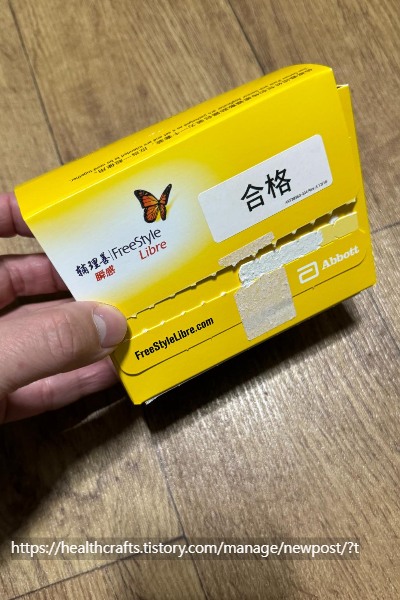 合格
輔理善
瞬感
FreeStyle
Libre
FreeStyleLibre.com
Abbott
https://healthcrafts.tistory.com/manage/newpost/?t